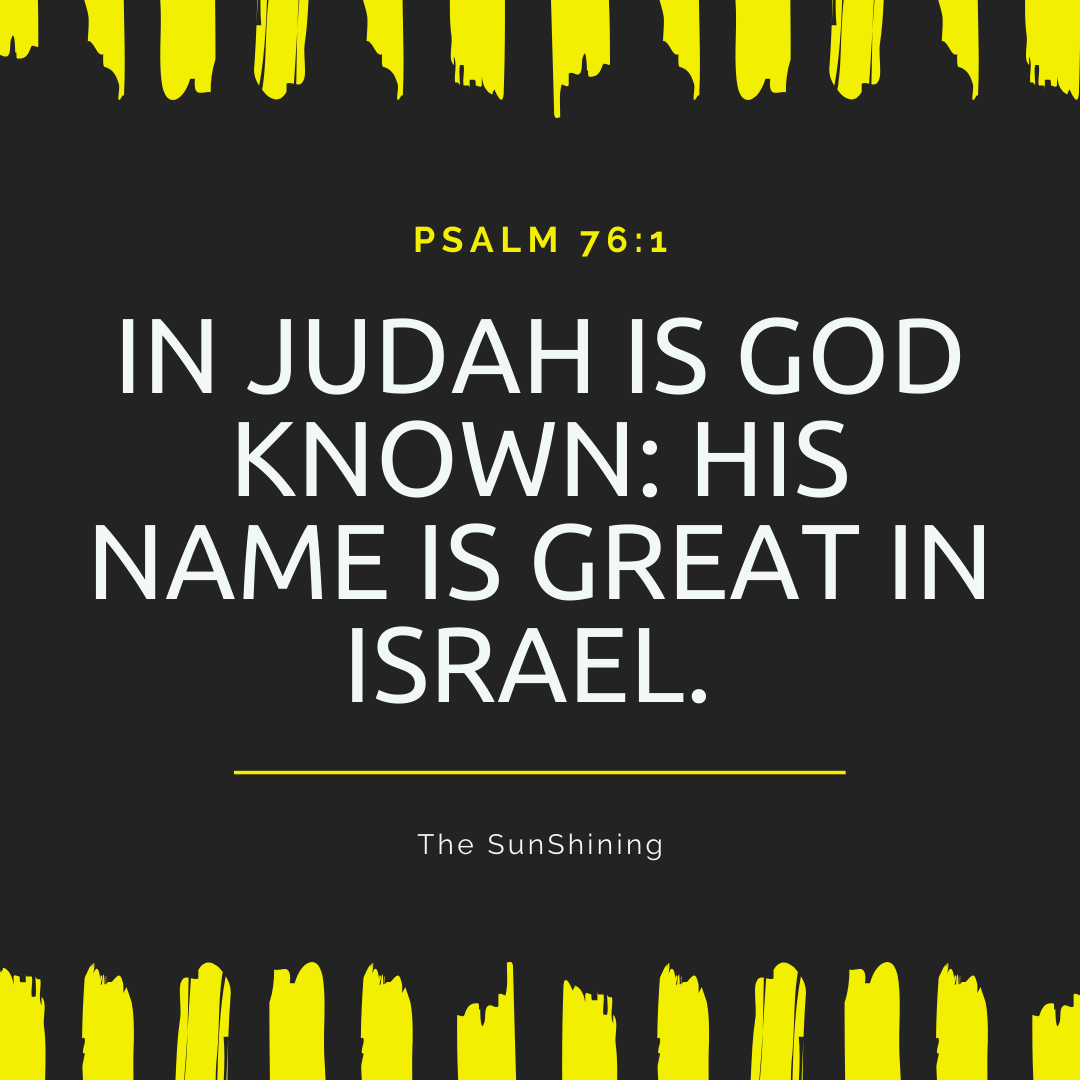 PSALM 76:1
IN JUDAH IS GOD
KNOWN: HIS
NAME IS GREAT IN
ISRAEL.
The SunShining